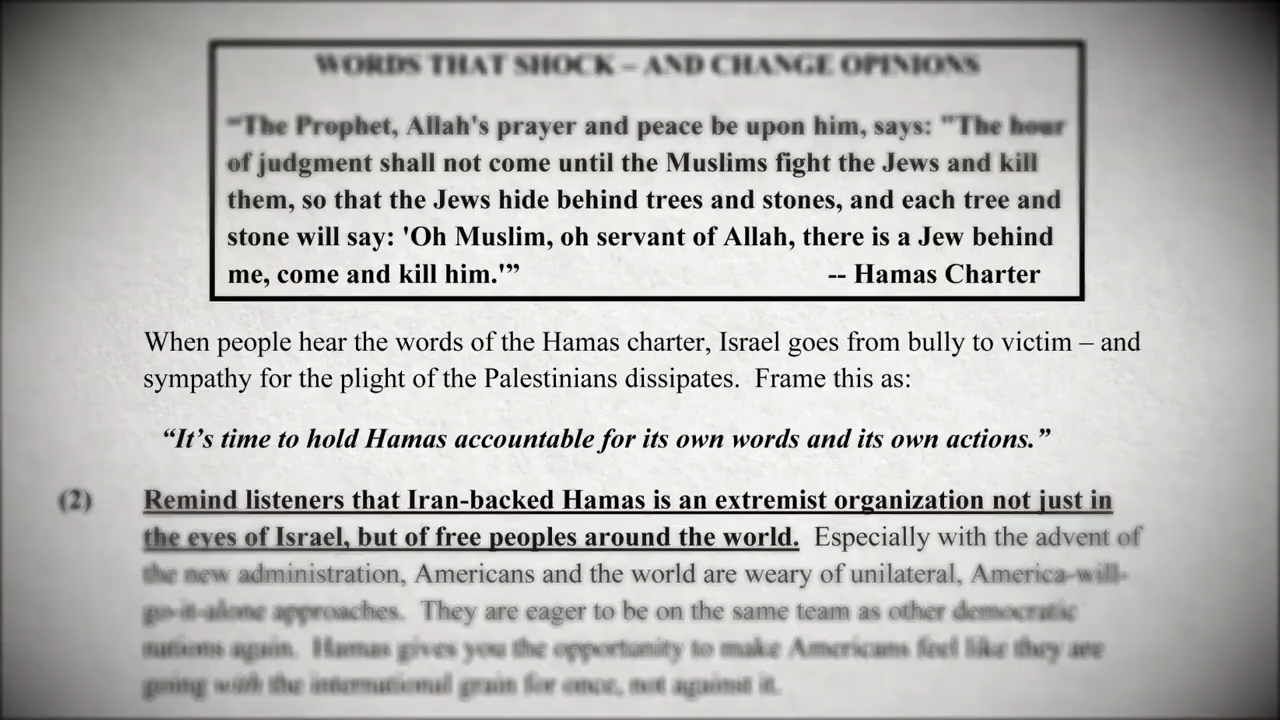 WORDS THAT SHOCK – AND CHANGE OPINIONS
“The Prophet, Allah's prayer and peace be upon him, says: "The hour
of judgment shall not come until the Muslims fight the Jews and kill
them, so that the Jews hide behind trees and stones, and each tree and
stone will say: 'Oh Muslim, oh servant of Allah, there is a Jew behind
me, come and kill him.'” -- Hamas Charter
When people hear the words of the Hamas charter, Israel goes from bully to victim – and
sympathy for the plight of the Palestinians dissipates. Frame this as:
“It’s time to hold Hamas accountable for its own words and its own actions.”
(2) Remind listeners that Iran-backed Hamas is an extremist organization not just in
the eyes of Israel, but of free peoples around the world. Especially with the advent of
the new administration, Americans and the world are weary of unilateral, America-will-
go-it-alone approaches. They are eager to be on the same team as other democratic
nations again. Hamas gives you the opportunity to make Americans feel like they are
going with the international grain for once, not against it.